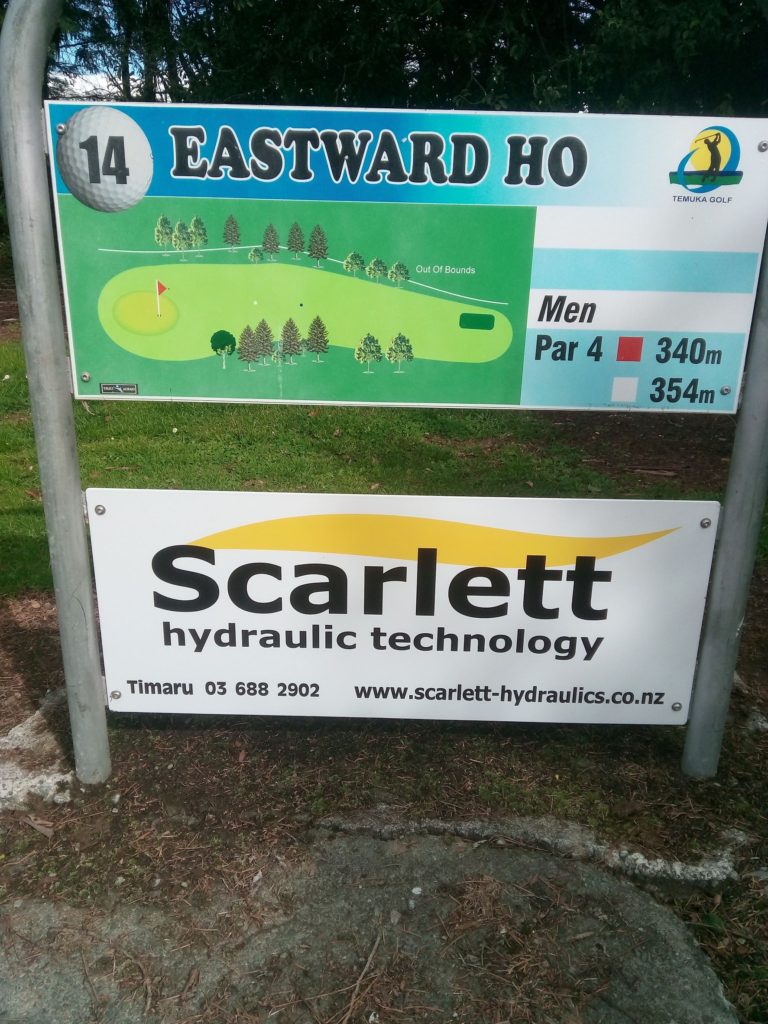 14 EASTWARD HO
TEMUKA GOLF
Out Of Bounds
Men
Par 4 340m
354m
Scarlett
hydraulic technology
Timaru 03 688 2902 www.scarlett-hydraulics.co.nz